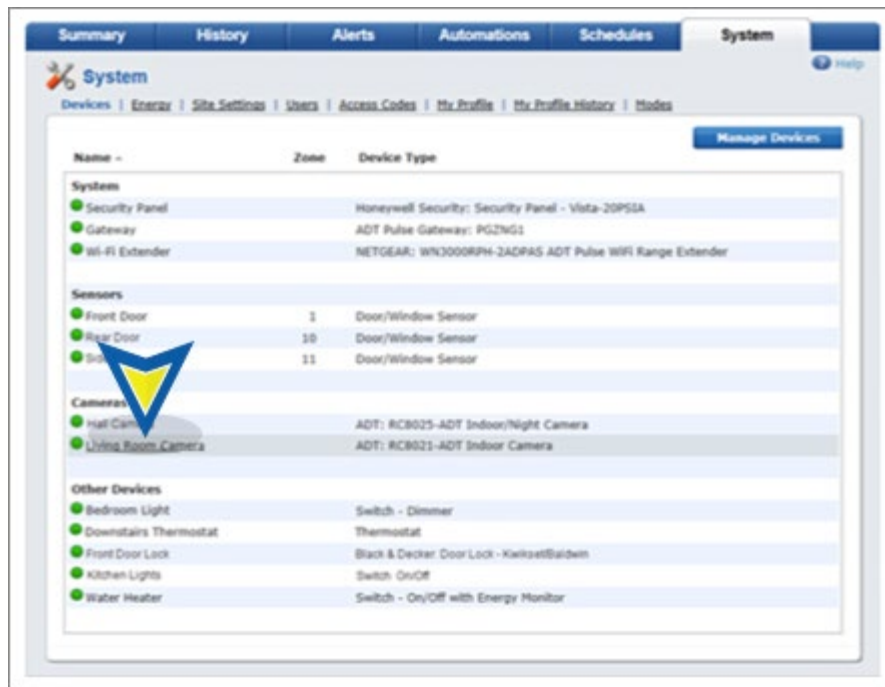 Summary History Alerts Automations Schedules System
Help
System
Devices | Energy | Site Settings | Users | Access Codes | My Profile | My Profile History | Modes
Manage Devices
Name Zone Device Type
System
Security Panel Honeywell Security: Security Panel - Vista-20PSIA
Gateway ADT Pulse Gateway: PGZNG1
Wi-Fi Extender NETGEAR: WN3000RPH-2ADPAS ADT Pulse WiFi Range Extender
Sensors
Front Door 1 Door/Window Sensor
Rear Door 10 Door/Window Sensor
11 Door/Window Sensor
Cameras
Hall ADT: RC8025-ADT Indoor/Night Camera
Living Room Camera ADT: RC8021-ADT Indoor Camera
Other Devices
Bedroom Light Switch - Dimmer
Downstairs Thermostat Thermostat
Front Door Lock Black & Decker Door Lock - Kwikset/Baldwin
Kitchen Lights Switch On/Off
Water Heater Switch - On/Off with Energy Monitor